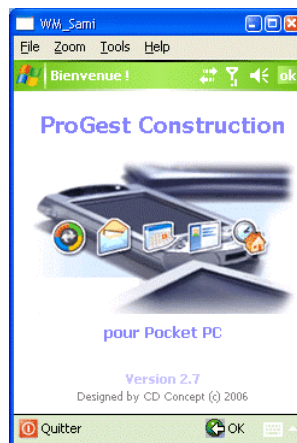 WM_Sami
File Zoom Tools Help
Bienvenue ! ok
ProGest Construction
pour Pocket PC
Version 2.7
Designed by CD Concept (c) 2006
Quitter OK